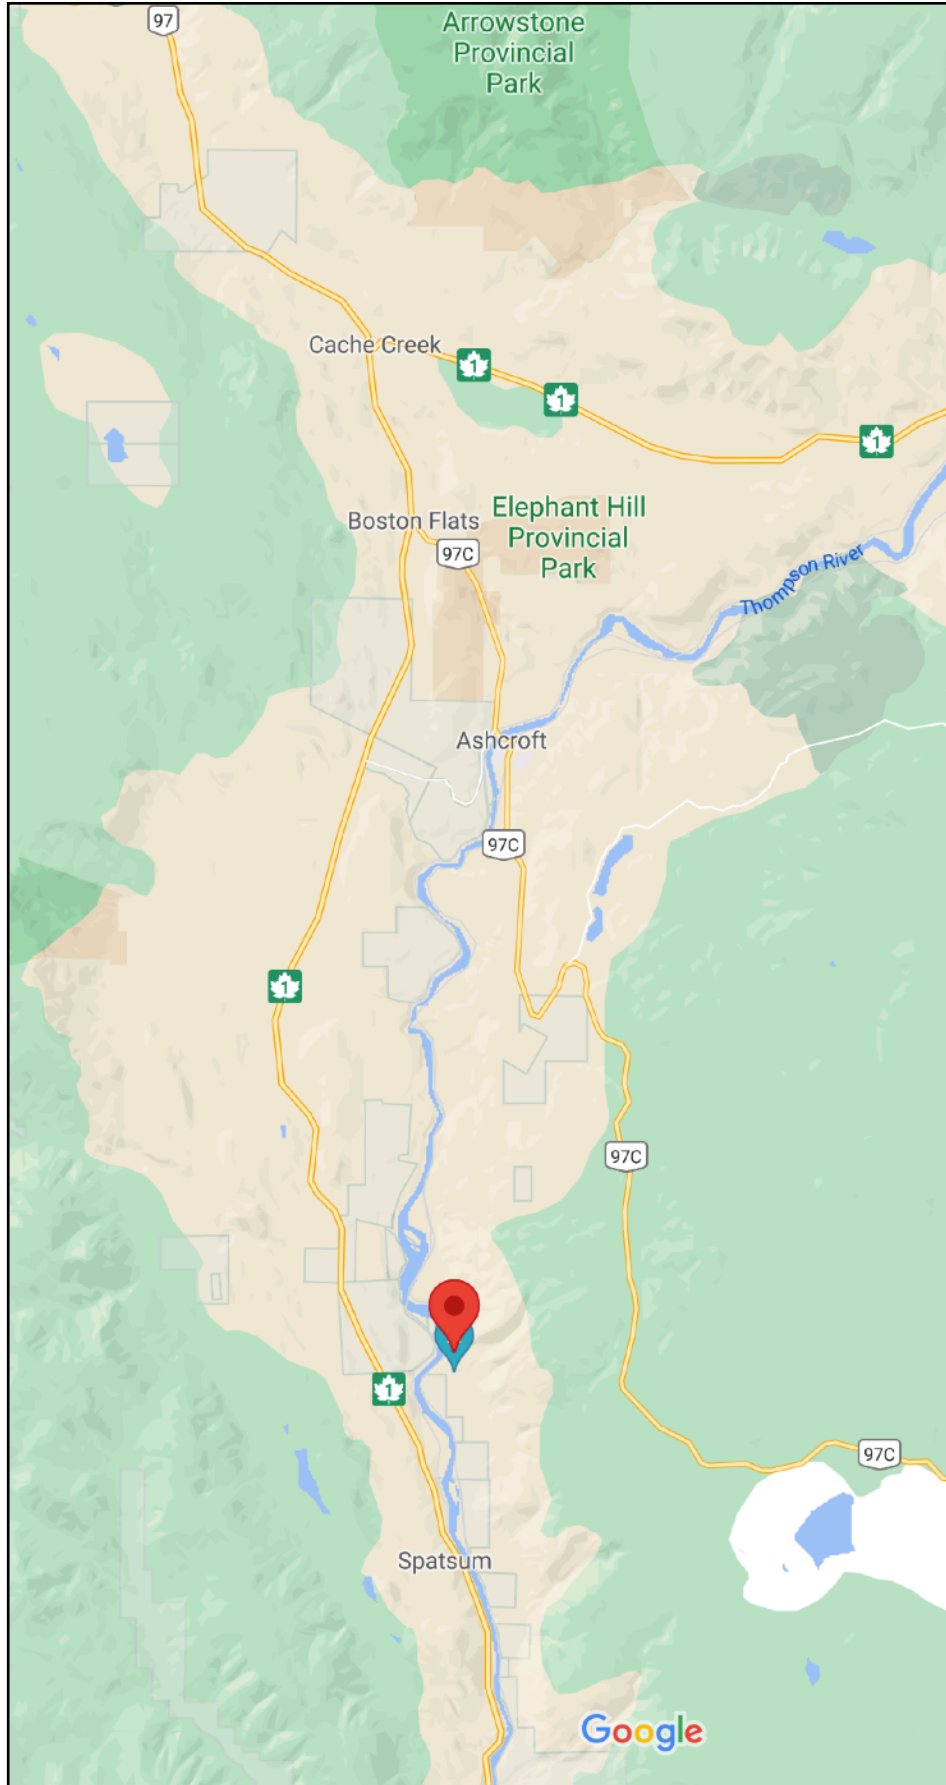 97
Arrowstone
Provincial
Park
Cache Creek
1
1
1
Elephant Hill
Provincial
Park
Boston Flats
97C
Thompson River
Ashcroft
97C
1
97C
1
97C
Spatsum
Google